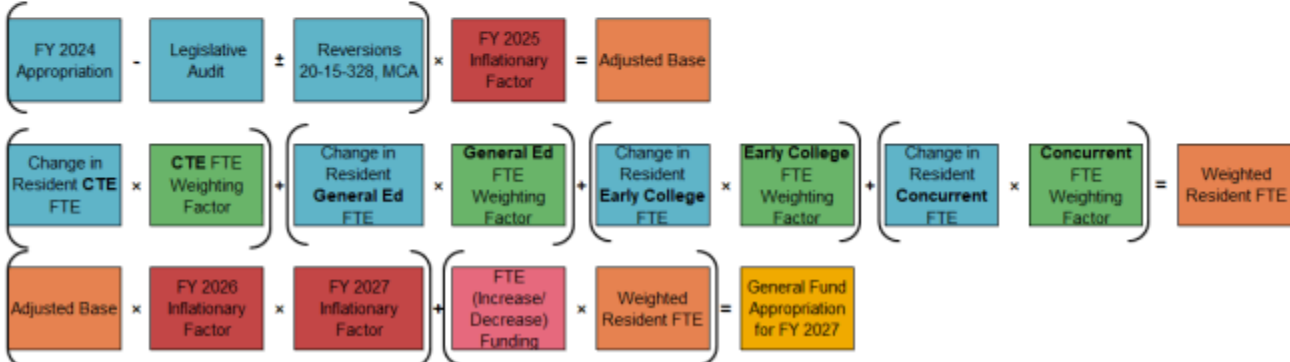 FY 2024
Appropriation
-
Legislative
Audit
±
Reversions
20-15-328, MCA
×
FY 2025
Inflationary
Factor
=
Adjusted Base
Change in
Resident CTE
FTE
×
CTE FTE
Weighting
Factor
+
Change in
Resident
General Ed
FTE
×
General Ed
FTE
Weighting
Factor
+
Change in
Resident
Early College
FTE
×
Early College
FTE
Weighting
Factor
+
Change in
Resident
Concurrent
FTE
×
Concurrent
FTE
Weighting
Factor
=
Weighted
Resident FTE
Adjusted Base
×
FY 2026
Inflationary
Factor
×
FY 2027
Inflationary
Factor
+
FTE
(Increase/
Decrease)
Funding
×
Weighted
Resident FTE
=
General Fund
Appropriation
for FY 2027